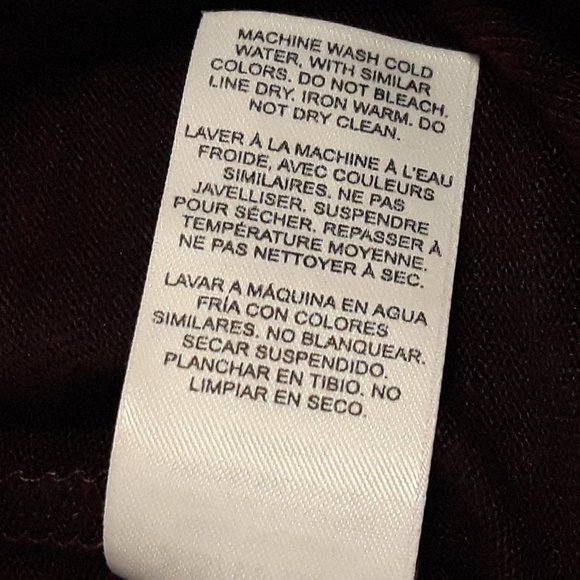 MACHINE WASH COLD
WATER, WITH SIMILAR
COLORS. DO NOT BLEACH.
LINE DRY. IRON WARM. DO
NOT DRY CLEAN.
LAVER À LA MACHINE À L'EAU
FROIDE, AVEC COULEURS
SIMILAIRES. NE PAS
JAVELLISER. SUSPENDRE
POUR SÉCHER. REPASSER À
TEMPÉRATURE MOYENNE.
NE PAS NETTOYER À SEC.
LAVAR A MÁQUINA EN AGUA
FRÍA CON COLORES
SIMILARES. NO BLANQUEAR.
SECAR SUSPENDIDO.
PLANCHAR EN TIBIO. NO
LIMPIAR EN SECO.